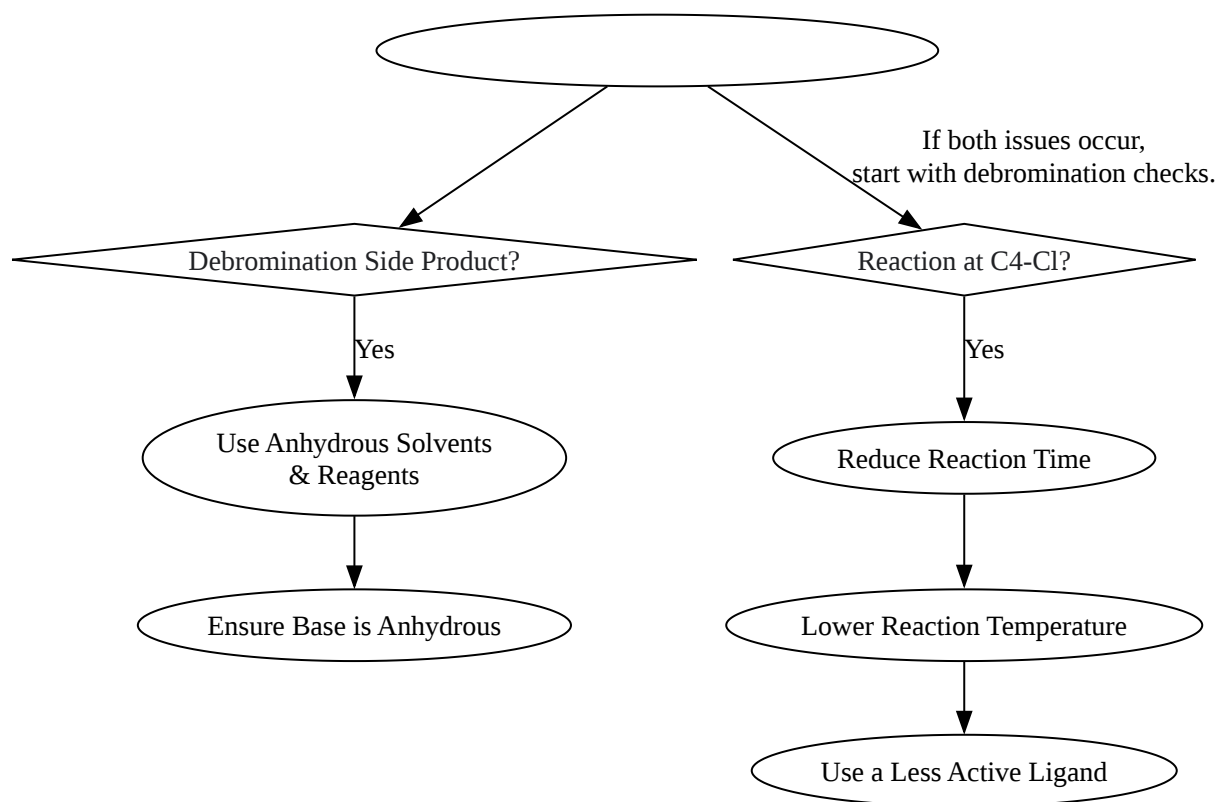 If both issues occur,
start with debromination checks.
Debromination Side Product?
Reaction at C4-Cl?
Yes
Yes
Use Anhydrous Solvents
& Reagents
Reduce Reaction Time
Ensure Base is Anhydrous
Lower Reaction Temperature
Use a Less Active Ligand